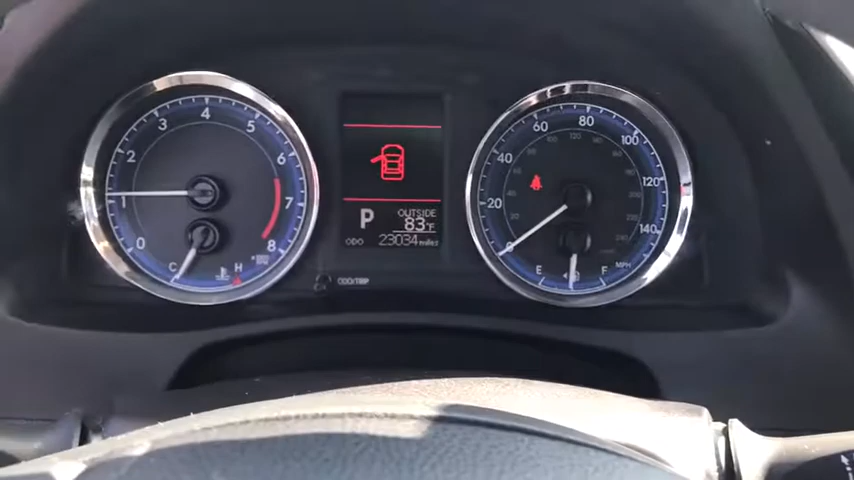 0 1 2 3 4 5 6 7 8
C H
P
OUTSIDE
83°F
ODO 23034 miles
ODO/TRIP
20 40 60 80 100 120 140
MPH
E F